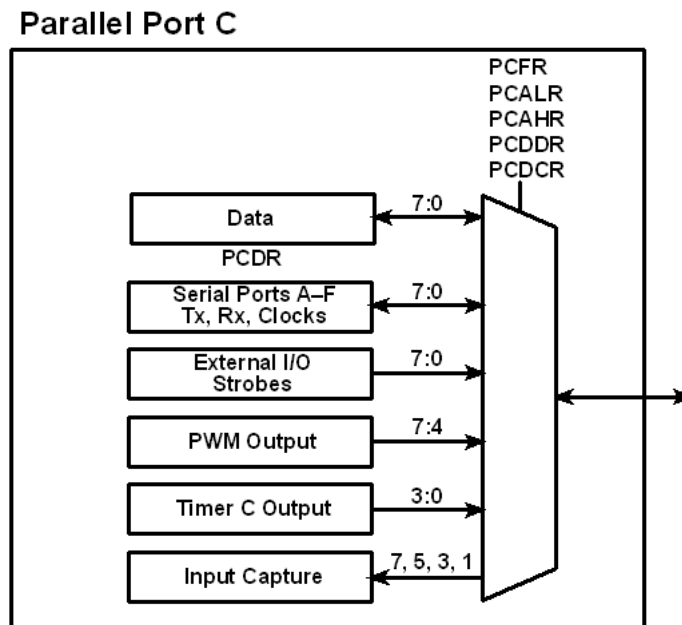 Parallel Port C
PCFR
PCALR
PCAHR
PCDDR
PCDCR
Data
7:0
PCDR
Serial Ports A–F
Tx, Rx, Clocks
7:0
External I/O
Strobes
7:0
PWM Output
7:4
Timer C Output
3:0
Input Capture
7, 5, 3, 1